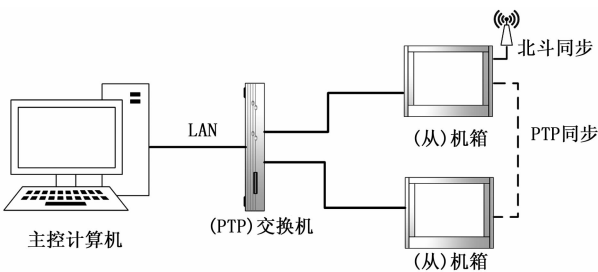 北斗同步
(从)机箱
LAN
PTP同步
主控计算机
(PTP)交换机
(从)机箱